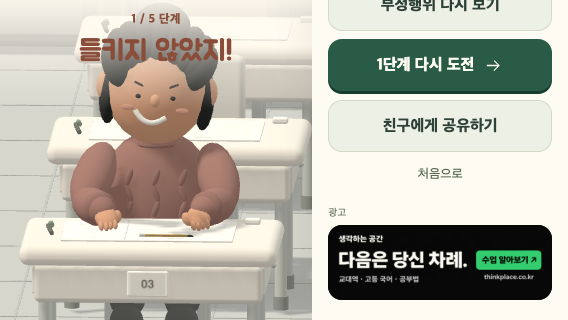 1 / 5 단계
들키지 않았지!
03
부정행위 다시 보기
1단계 다시 도전 →
친구에게 공유하기
처음으로
광고
생각하는 공간
다음은 당신 차례.
교대역 · 고등 국어 · 공부법
수업 알아보기 ↗
thinkplace.co.kr